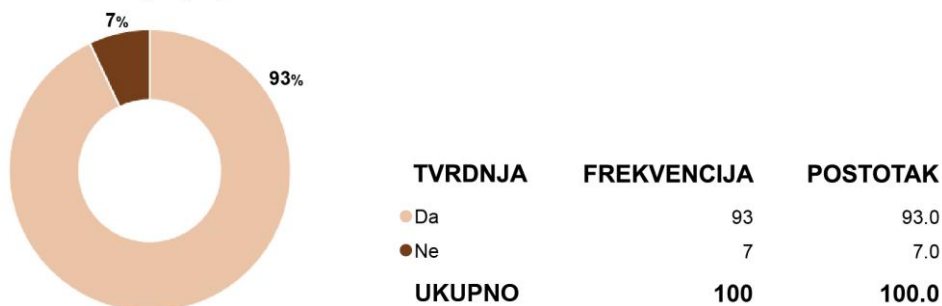 7%
93%
TVRDNJA FREKVENCIJA POSTOTAK
Da 93 93.0
Ne 7 7.0
UKUPNO 100 100.0